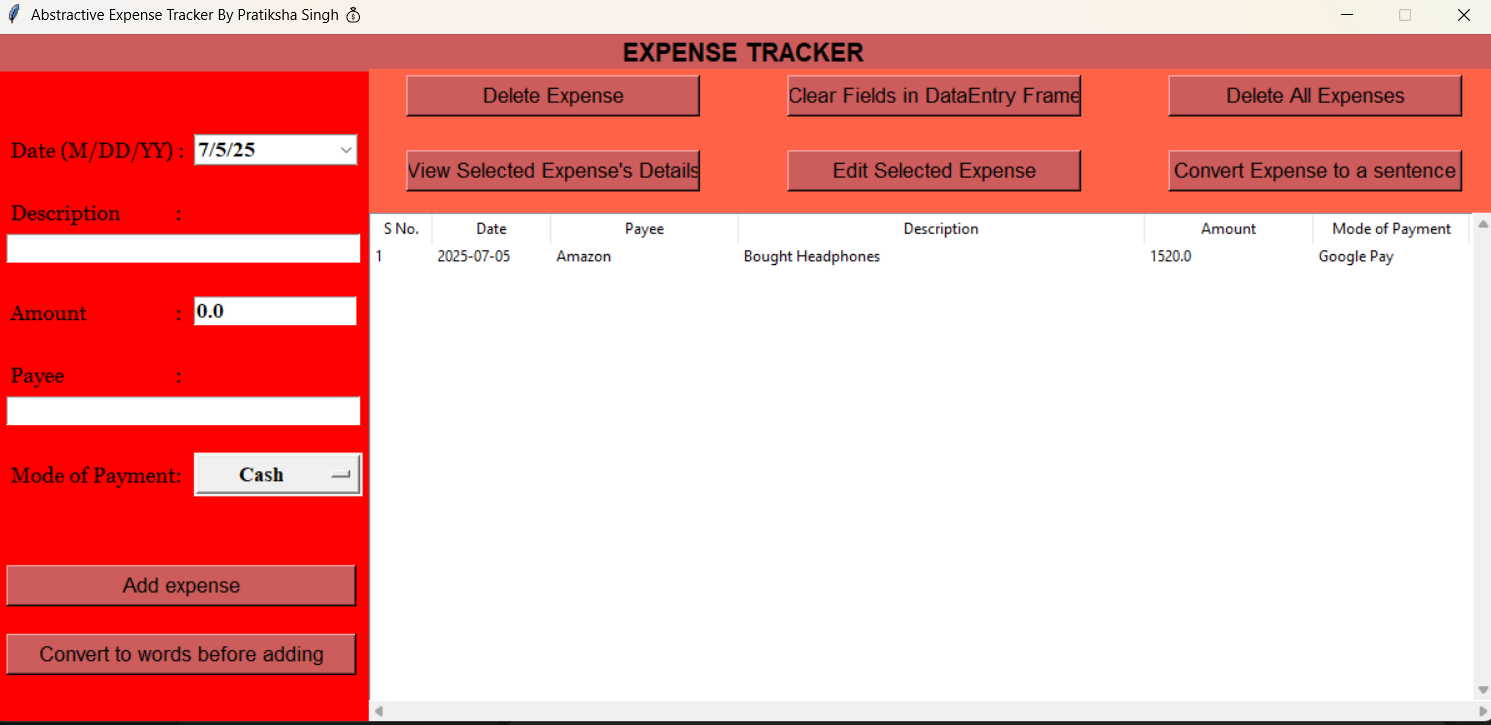 Abstractive Expense Tracker By Pratiksha Singh 💰
EXPENSE TRACKER
Date (M/DD/YY) : 7/5/25
Description :
Amount : 0.0
Payee :
Mode of Payment: Cash
Add expense
Convert to words before adding
Delete Expense Clear Fields in DataEntry Frame Delete All Expenses
View Selected Expense's Details Edit Selected Expense Convert Expense to a sentence
S No. Date Payee Description Amount Mode of Payment
1 2025-07-05 Amazon Bought Headphones 1520.0 Google Pay